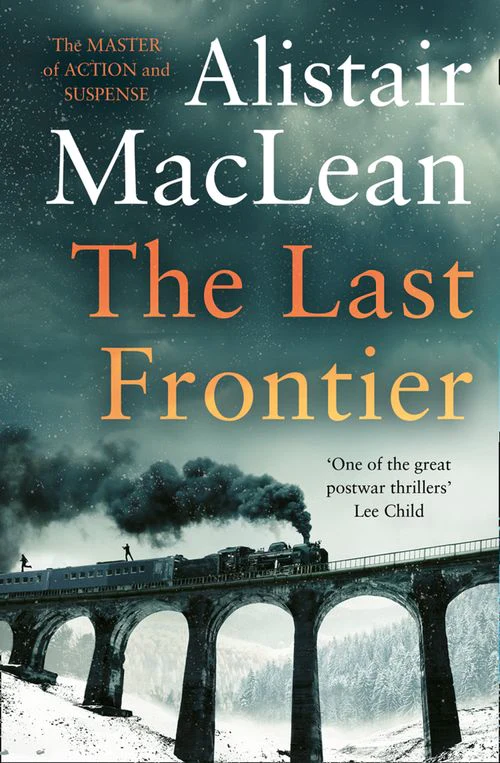 The MASTER
of ACTION and
SUSPENSE
Alistair
MacLean
The Last
Frontier
‘One of the great
postwar thrillers’
Lee Child